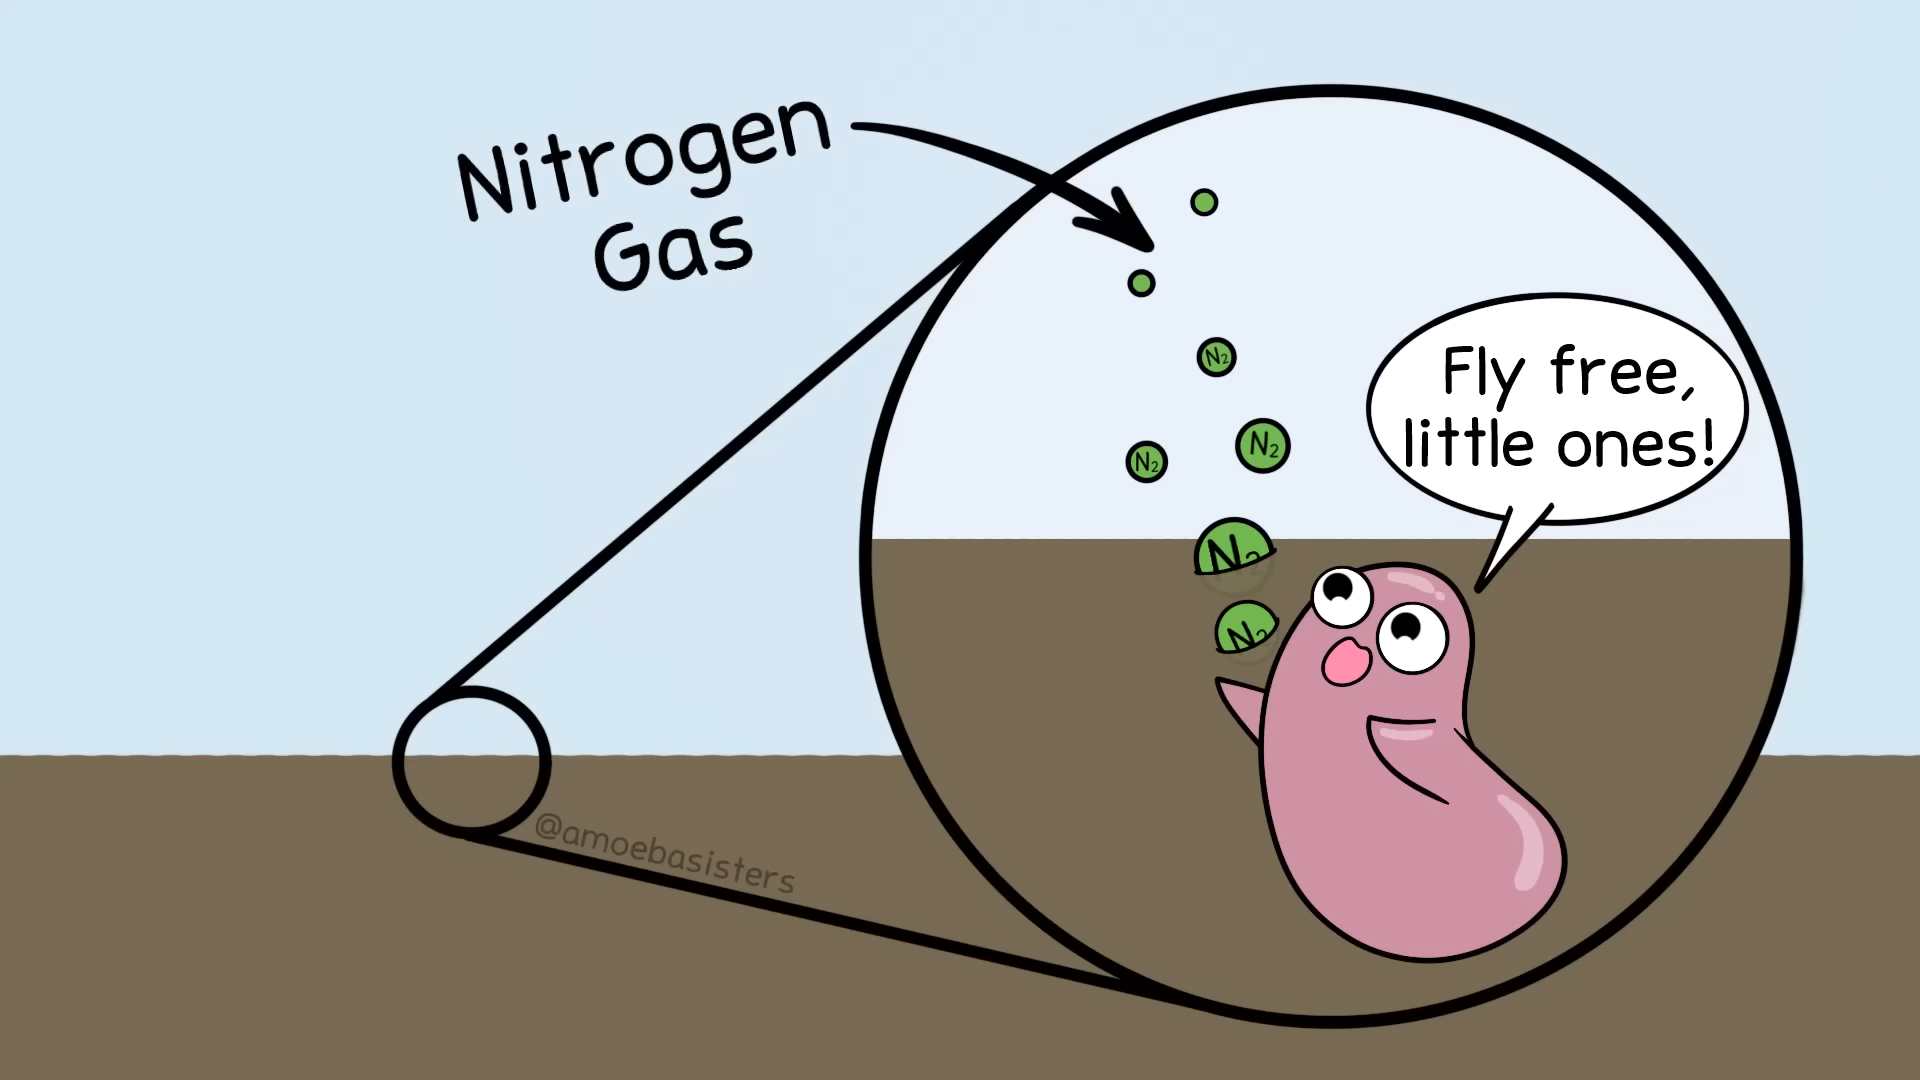 Nitrogen
Gas
N₂
N₂
N₂
N₂
N₂
Fly free,
little ones!
@amoebasisters